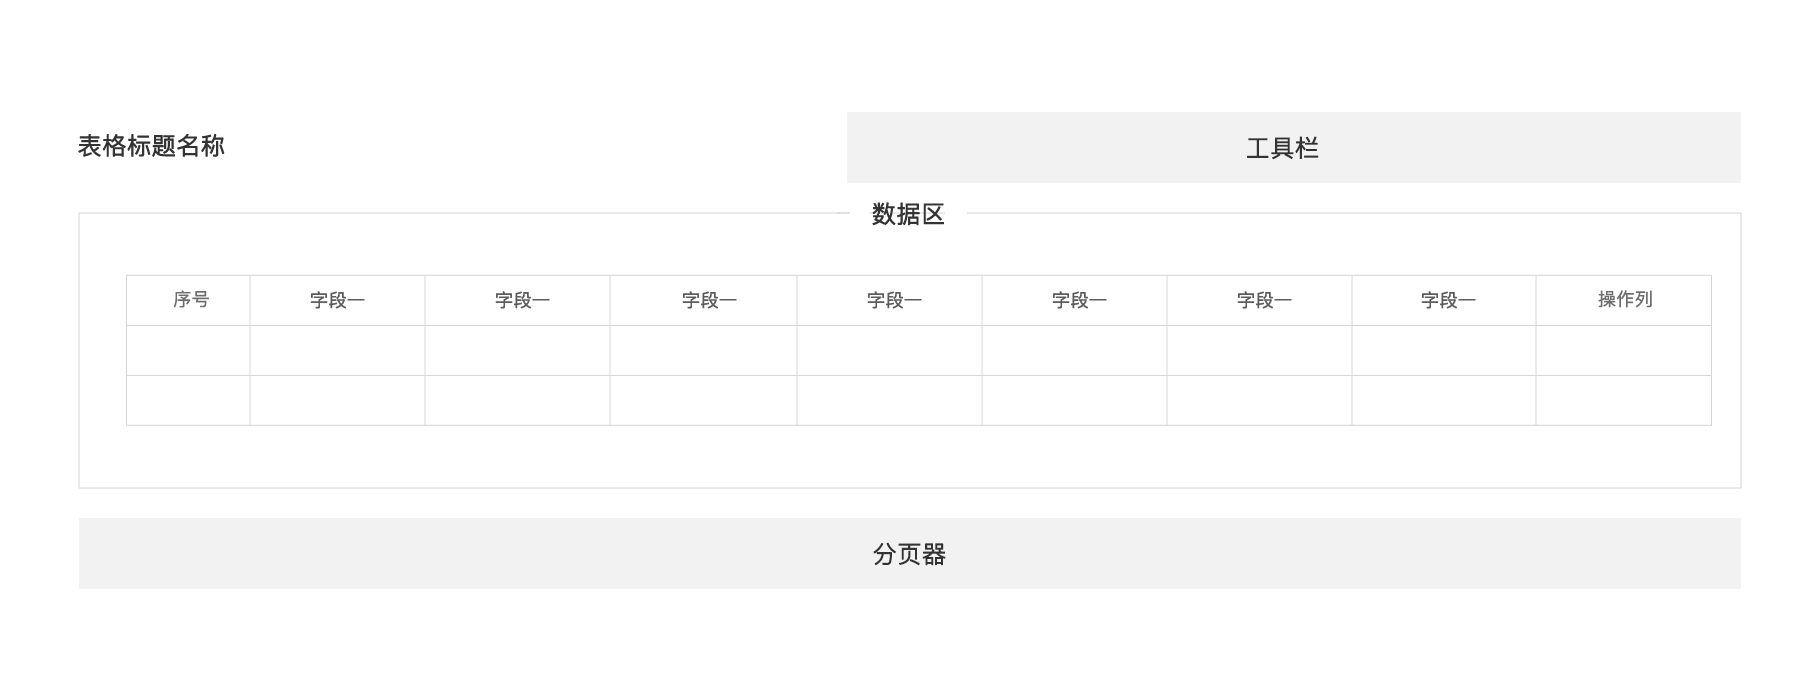 表格标题名称
工具栏
数据区
序号 字段一 字段一 字段一 字段一 字段一 字段一 字段一 操作列
分页器